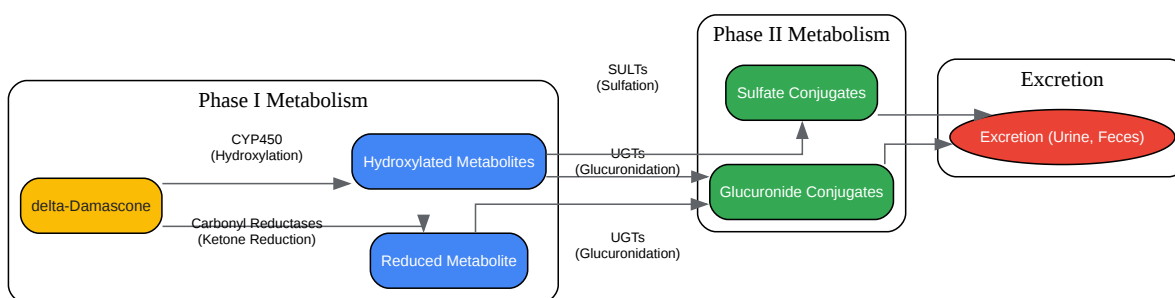 Phase I Metabolism
CYP450
(Hydroxylation)
delta-Damascone
Hydroxylated Metabolites
Carbonyl Reductases
(Ketone Reduction)
Reduced Metabolite
SULTs
(Sulfation)
UGTs
(Glucuronidation)
UGTs
(Glucuronidation)
Phase II Metabolism
Sulfate Conjugates
Glucuronide Conjugates
Excretion
Excretion (Urine, Feces)